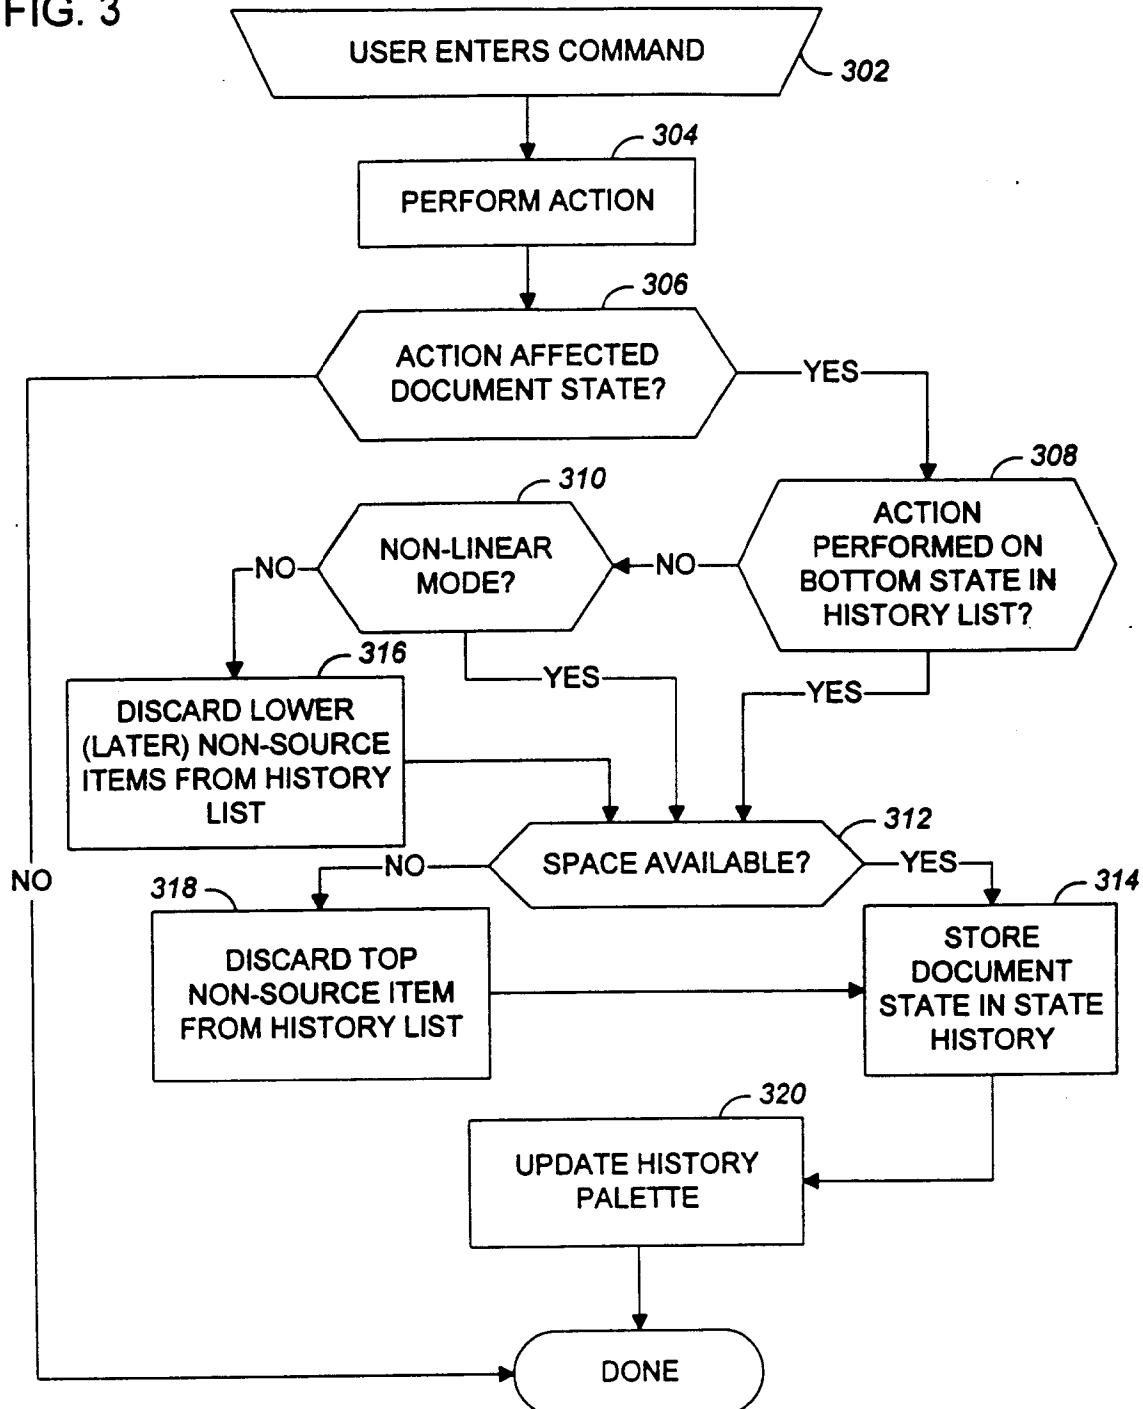 FIG. 3
USER ENTERS COMMAND
302
304
PERFORM ACTION
306
ACTION AFFECTED
DOCUMENT STATE?
YES
308
ACTION
PERFORMED ON
BOTTOM STATE IN
HISTORY LIST?
NO
310
NON-LINEAR
MODE?
NO
YES
YES
316
DISCARD LOWER
(LATER) NON-SOURCE
ITEMS FROM HISTORY
LIST
312
SPACE AVAILABLE?
NO
YES
NO
318
DISCARD TOP
NON-SOURCE ITEM
FROM HISTORY LIST
314
STORE
DOCUMENT
STATE IN STATE
HISTORY
320
UPDATE HISTORY
PALETTE
DONE